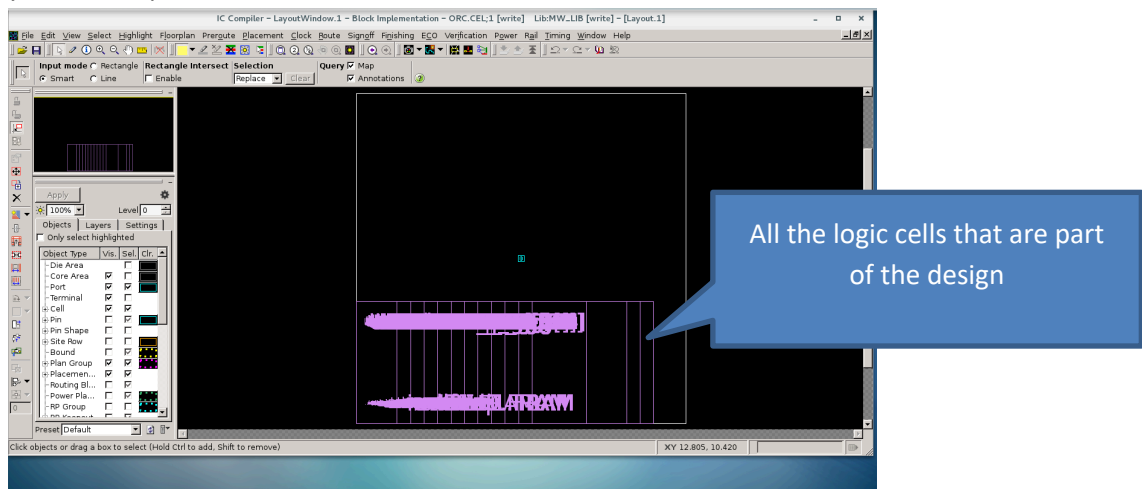 IC Compiler - LayoutWindow.1 - Block Implementation - ORC.CEL;1 [write]   Lib:MW_LIB [write] - [Layout.1]
File Edit View Select Highlight Floorplan Preroute Placement Clock Route Signoff Finishing ECO Verification Power Rail Timing Window Help
Input mode Rectangle Rectangle Intersect Selection Query Map
Smart Line Enable Replace Clear Annotations
Apply
100% Level 0
Objects Layers Settings
Only select highlighted
Object Type Vis. Sel. Clr.
Die Area
Core Area
Port
Terminal
Cell
Pin
Pin Shape
Site Row
Bound
Plan Group
Placemen...
Routing Bl...
Power Pla...
RP Group
RP Keepout
0
Preset Default
Click objects or drag a box to select (Hold Ctrl to add, Shift to remove)
XY 12.805, 10.420
All the logic cells that are part
of the design